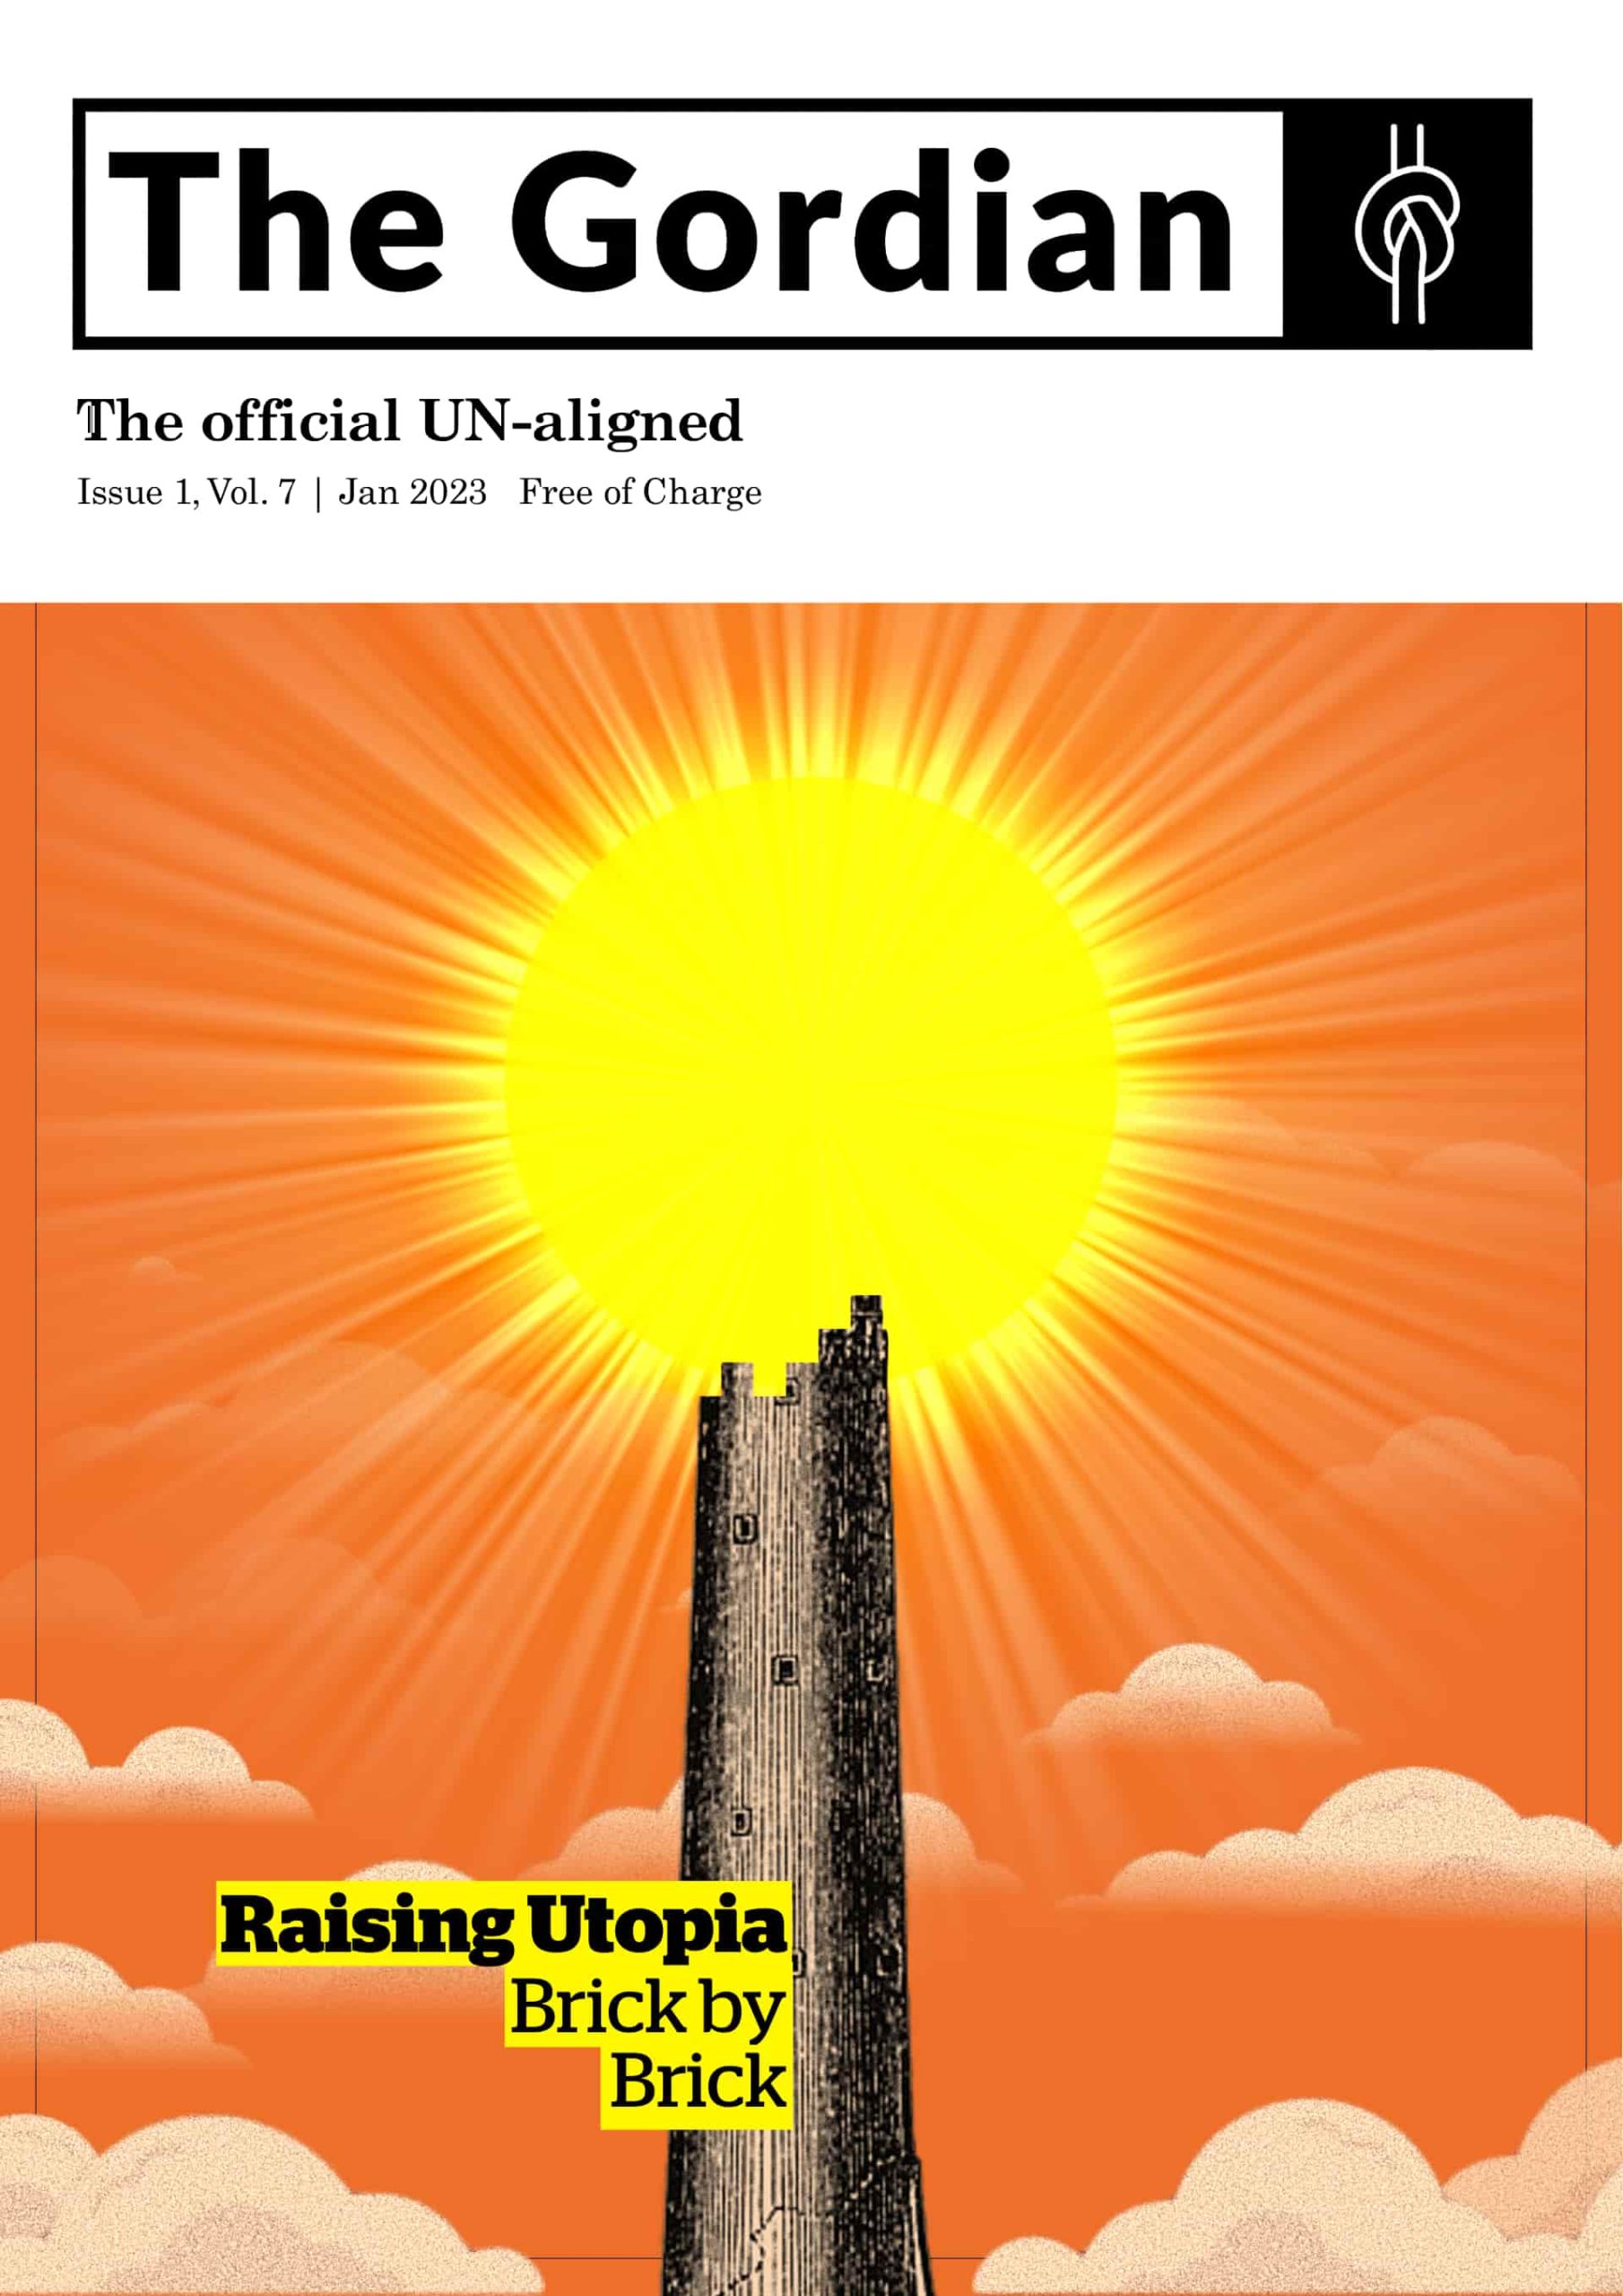 The Gordian
The official UN-aligned
Issue 1, Vol. 7 | Jan 2023 Free of Charge
Raising Utopia
Brick by
Brick